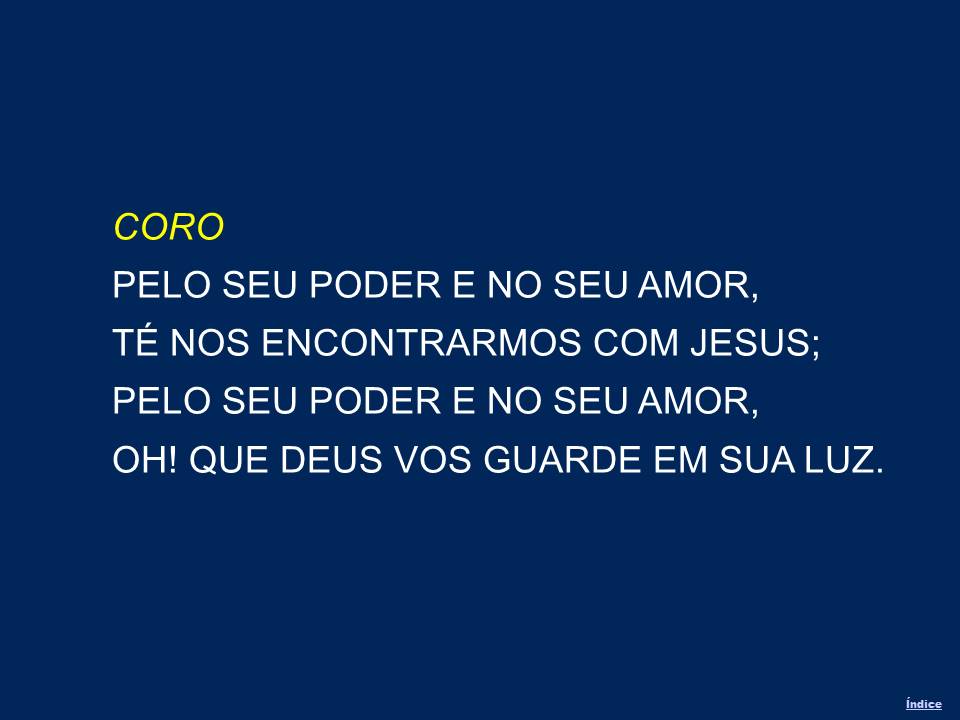 CORO
PELO SEU PODER E NO SEU AMOR,
TÉ NOS ENCONTRARMOS COM JESUS;
PELO SEU PODER E NO SEU AMOR,
OH! QUE DEUS VOS GUARDE EM SUA LUZ.
Índice